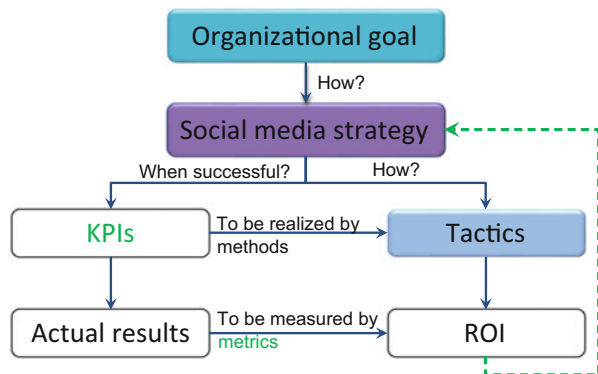 Organizational goal
How?
Social media strategy
When successful?
How?
KPIs
To be realized by
methods
Tactics
Actual results
To be measured by
metrics
ROI